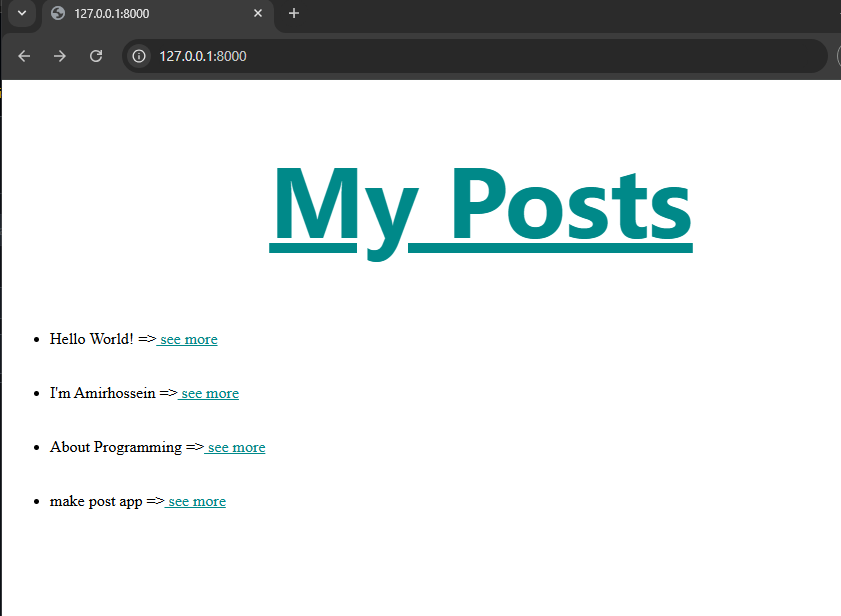 127.0.0.1:8000
127.0.0.1:8000
My Posts
Hello World! => see more
I'm Amirhossein => see more
About Programming => see more
make post app => see more